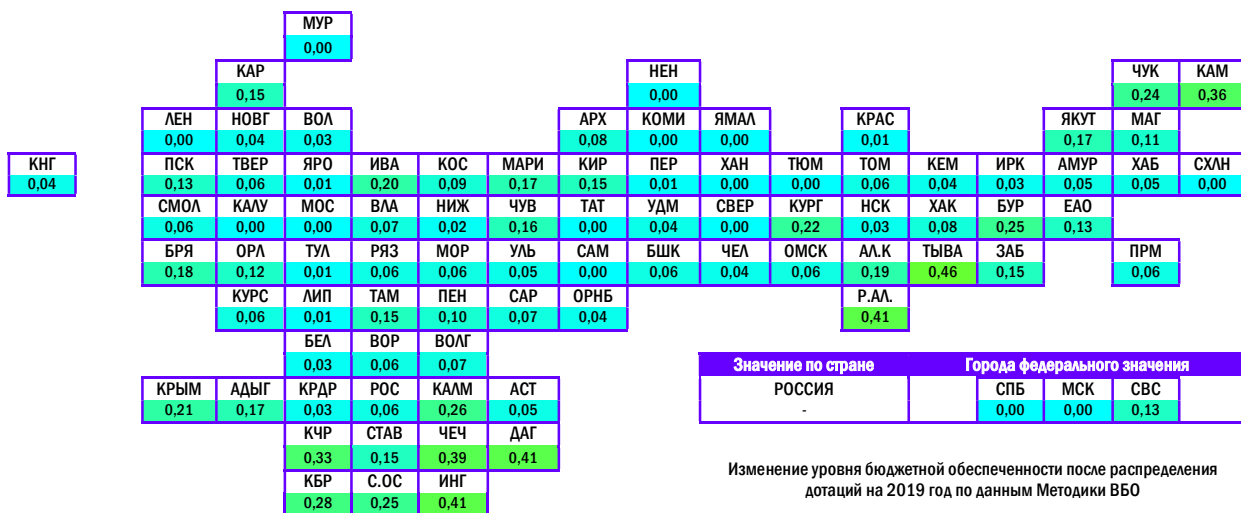 МУР
0,00
КАР НЕН ЧУК КАМ
0,15 0,00 0,24 0,36
ЛЕН НОВГ ВОЛ АРХ КОМИ ЯМАЛ КРАС ЯКУТ МАГ
0,00 0,04 0,03 0,08 0,00 0,00 0,01 0,17 0,11
КНГ ПСК ТВЕР ЯРО ИВА КОС МАРИ КИР ПЕР ХАН ТЮМ ТОМ КЕМ ИРК АМУР ХАБ СХЛН
0,04 0,13 0,06 0,01 0,20 0,09 0,17 0,15 0,01 0,00 0,00 0,06 0,04 0,03 0,05 0,05 0,00
СМОЛ КАЛУ МОС ВЛА НИЖ ЧУВ ТАТ УДМ СВЕР КУРГ НСК ХАК БУР ЕАО
0,06 0,00 0,00 0,07 0,02 0,16 0,00 0,04 0,00 0,22 0,03 0,08 0,25 0,13
БРЯ ОРЛ ТУЛ РЯЗ МОР УЛЬ САМ БШК ЧЕЛ ОМСК АЛ.К ТЫВА ЗАБ ПРМ
0,18 0,12 0,01 0,06 0,06 0,05 0,00 0,06 0,04 0,06 0,19 0,46 0,15 0,06
КУРС ЛИП ТАМ ПЕН САР ОРНБ Р.АЛ.
0,06 0,01 0,15 0,10 0,07 0,04 0,41
БЕЛ ВОР ВОЛГ
0,03 0,06 0,07
Значение по стране Города федерального значения
КРЫМ АДЫГ КРДР РОС КАЛМ АСТ РОССИЯ СПБ МСК СВС
0,21 0,17 0,03 0,06 0,26 0,05 - 0,00 0,00 0,13
КЧР СТАВ ЧЕЧ ДАГ
0,33 0,15 0,39 0,41
КБР С.ОС ИНГ
0,28 0,25 0,41
Изменение уровня бюджетной обеспеченности после распределения
дотаций на 2019 год по данным Методики ВБО